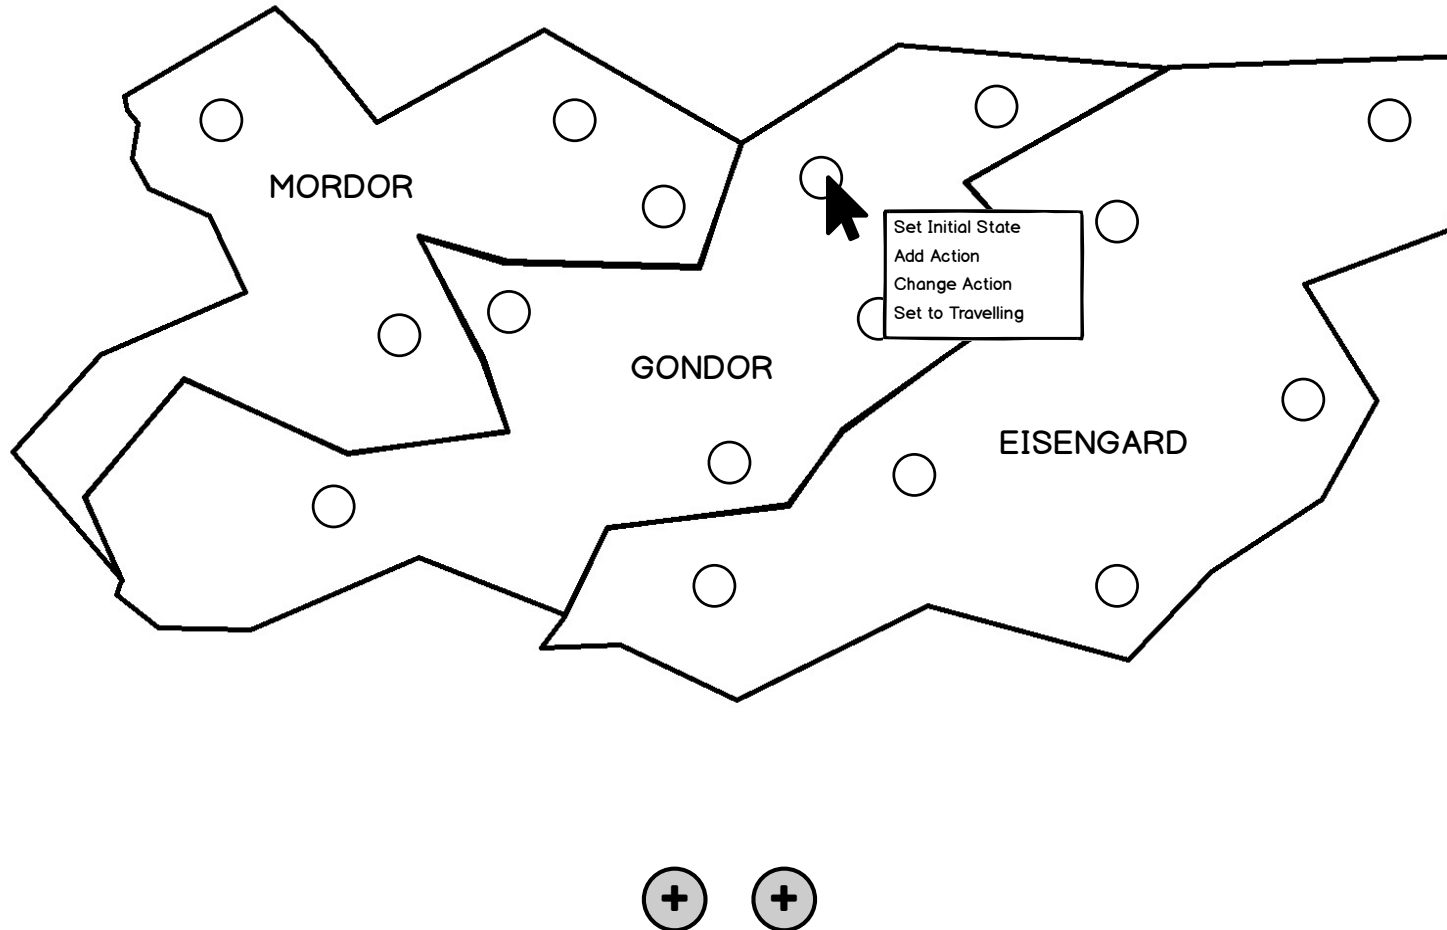 MORDOR
Set Initial State
Add Action
Change Action
Set to Travelling
GONDOR
EISENGARD
+
+